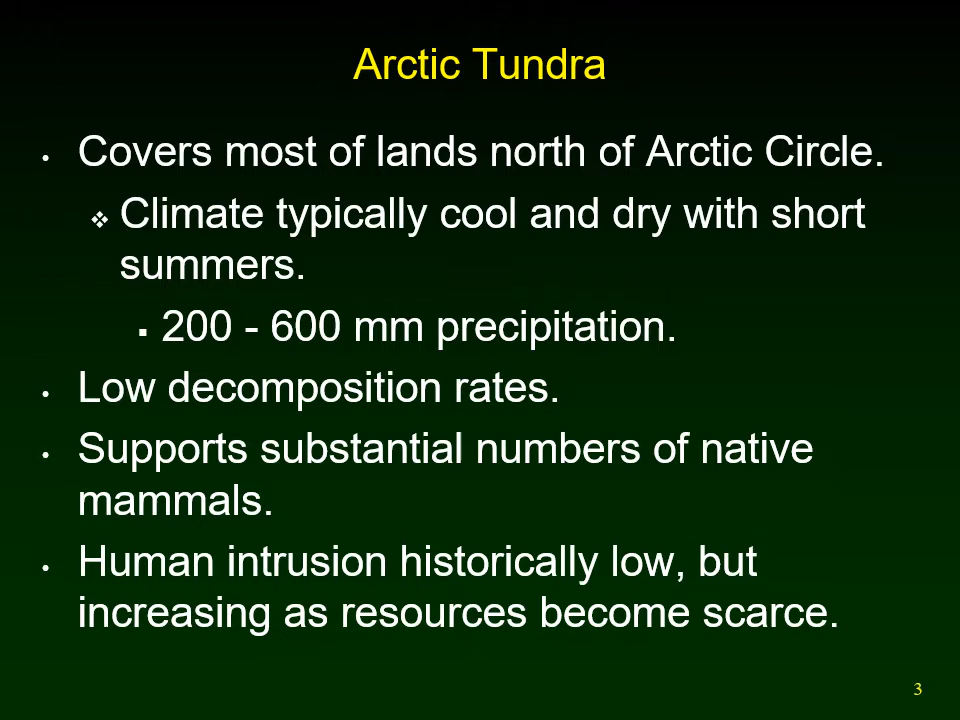 Arctic Tundra
• Covers most of lands north of Arctic Circle.
❖ Climate typically cool and dry with short
summers.
▪ 200 - 600 mm precipitation.
• Low decomposition rates.
• Supports substantial numbers of native
mammals.
• Human intrusion historically low, but
increasing as resources become scarce.
3